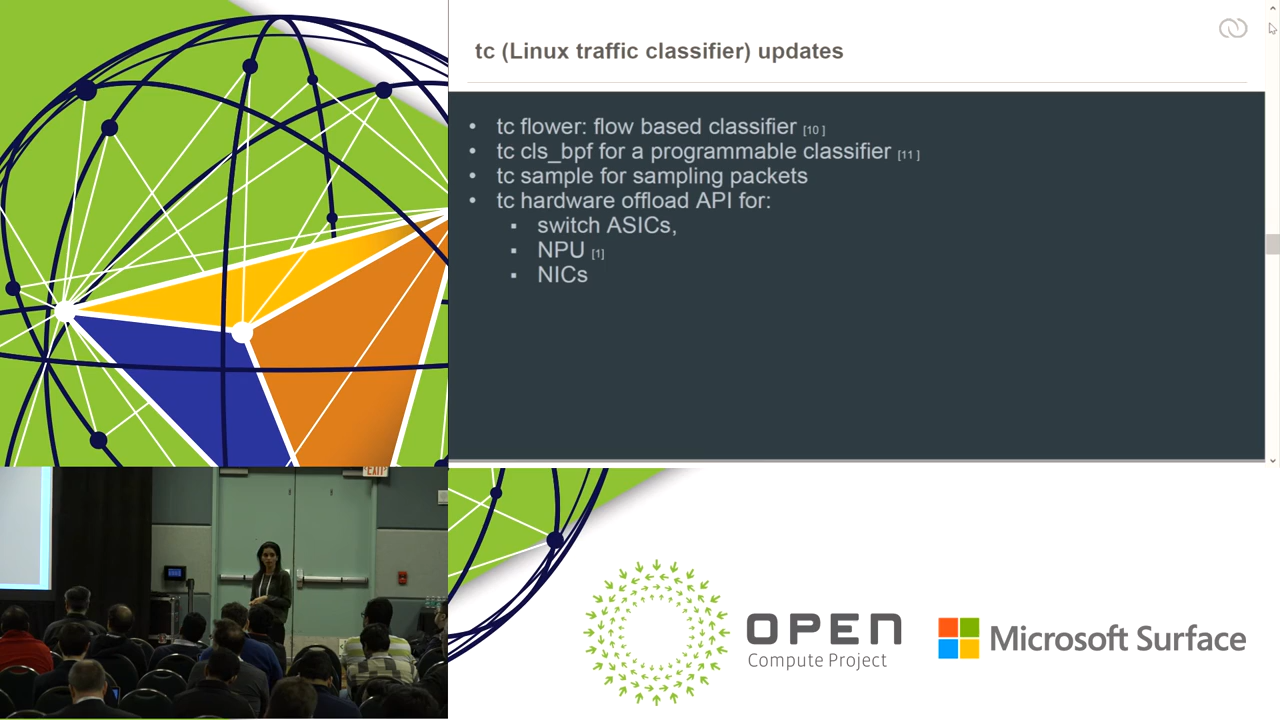 tc (Linux traffic classifier) updates
• tc flower: flow based classifier [10 ]
• tc cls_bpf for a programmable classifier [11 ]
• tc sample for sampling packets
• tc hardware offload API for:
▪ switch ASICs,
▪ NPU [1]
▪ NICs
EXIT
OPEN
Compute Project
Microsoft Surface